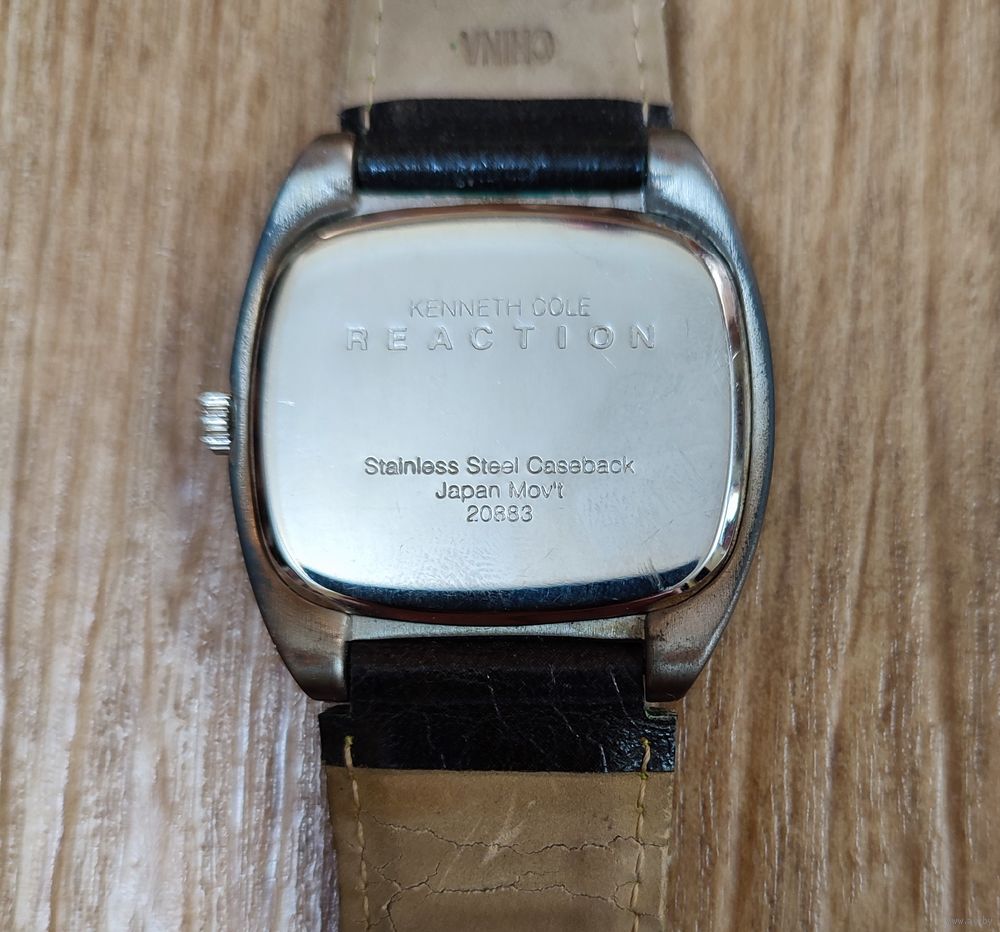 CHINA
KENNETH COLE
REACTION
Stainless Steel Caseback
Japan Mov't
20883